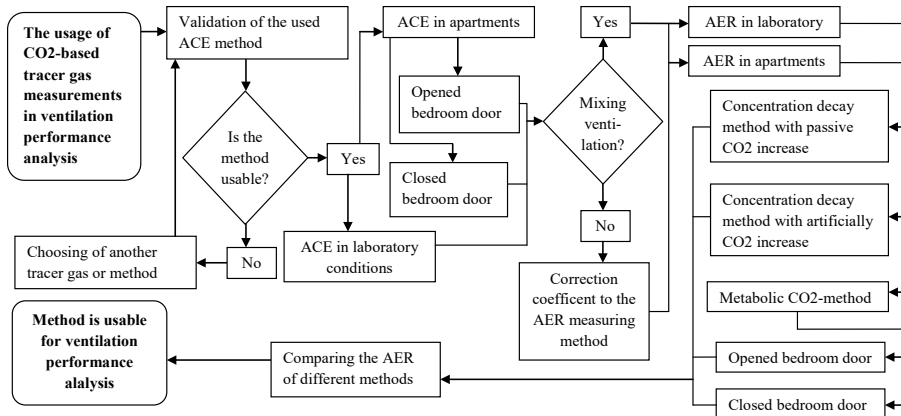 The usage of
CO2-based
tracer gas
measurements
in ventilation
performance
analysis
Validation of the used
ACE method
Is the
method
usable?
Yes
No
Choosing of another
tracer gas or method
ACE in apartments
Opened
bedroom door
Closed
bedroom door
ACE in laboratory
conditions
Mixing
venti-
lation?
Yes
No
Correction
coefficent to the
AER measuring
method
AER in laboratory
AER in apartments
Concentration decay
method with passive
CO2 increase
Concentration decay
method with artificially
CO2 increase
Metabolic CO2-method
Opened bedroom door
Closed bedroom door
Comparing the AER
of different methods
Method is usable
for ventilation
performance
alalysis